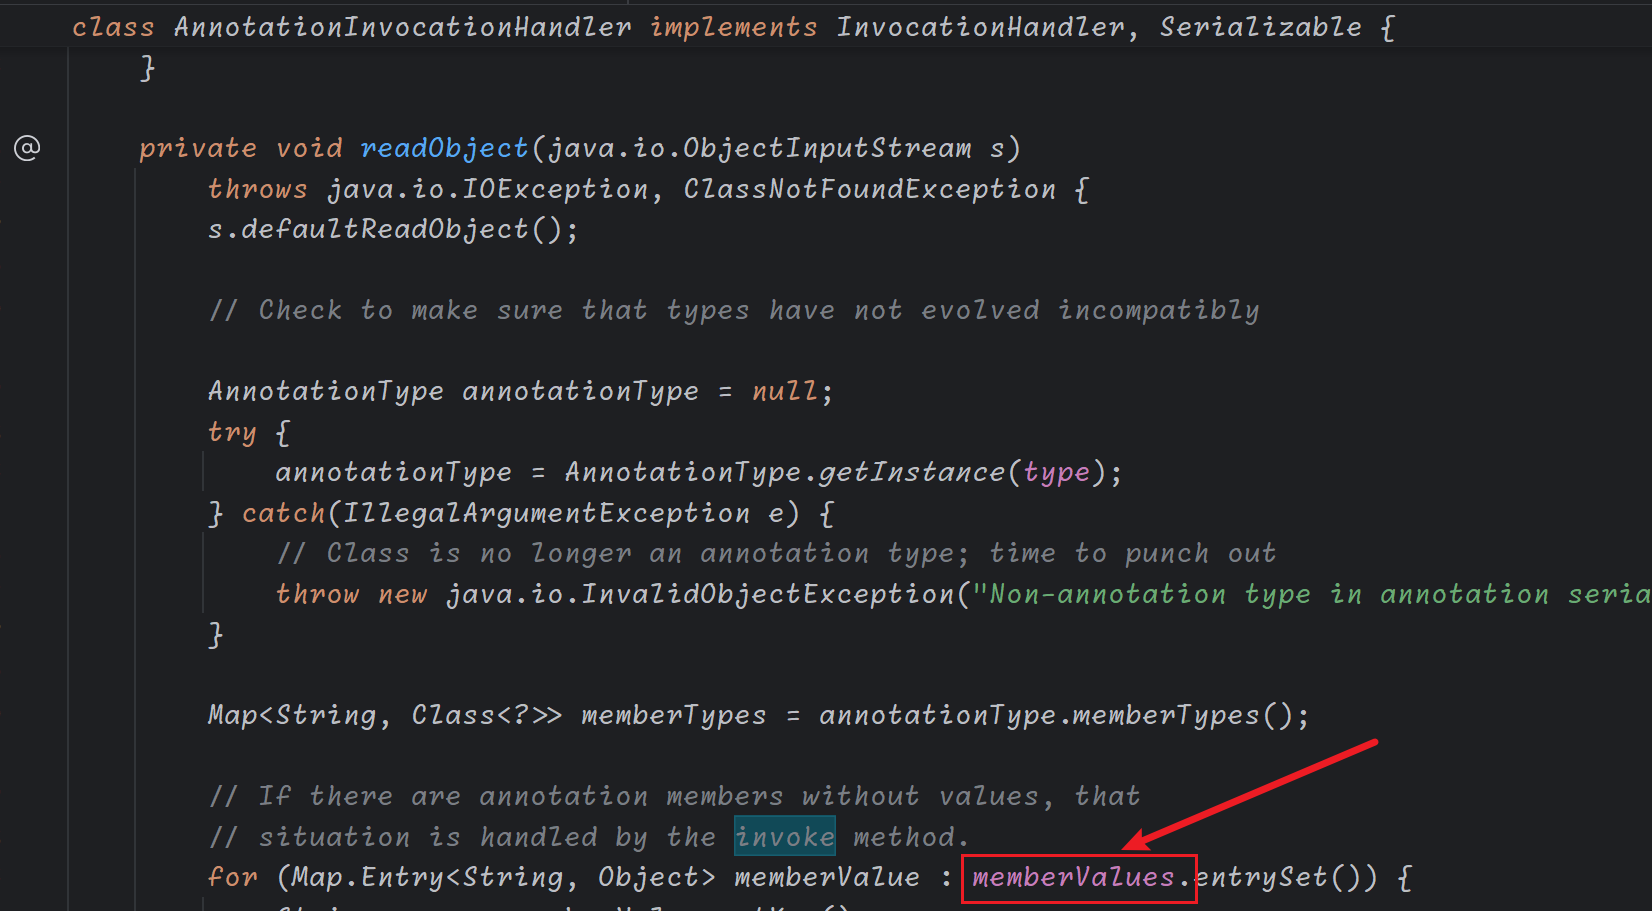 class AnnotationInvocationHandler implements InvocationHandler, Serializable {
}
@ private void readObject(java.io.ObjectInputStream s)
throws java.io.IOException, ClassNotFoundException {
s.defaultReadObject();
// Check to make sure that types have not evolved incompatibly
AnnotationType annotationType = null;
try {
annotationType = AnnotationType.getInstance(type);
} catch(IllegalArgumentException e) {
// Class is no longer an annotation type; time to punch out
throw new java.io.InvalidObjectException("Non-annotation type in annotation seria
}
Map<String, Class<?>> memberTypes = annotationType.memberTypes();
// If there are annotation members without values, that
// situation is handled by the invoke method.
for (Map.Entry<String, Object> memberValue : memberValues.entrySet()) {